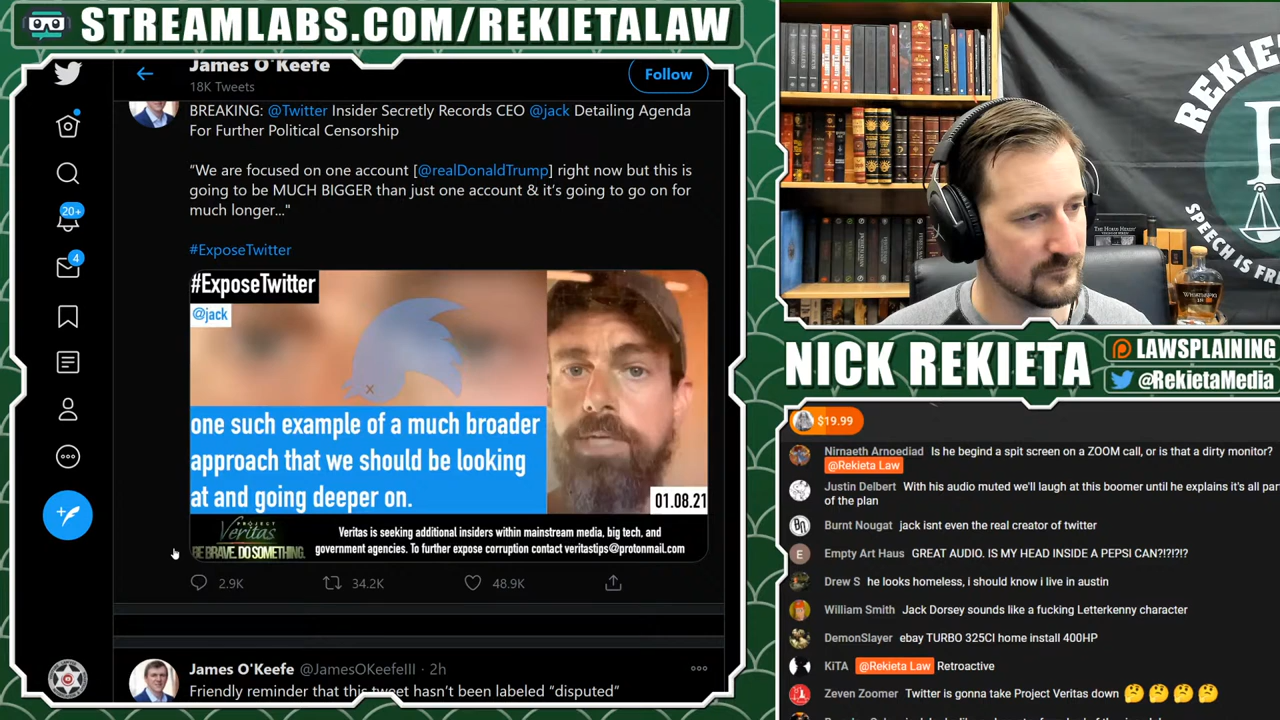 STREAMLABS.COM/REKIETALAW
James O'Keefe
18K Tweets
Follow
BREAKING: @Twitter Insider Secretly Records CEO @jack Detailing Agenda
For Further Political Censorship
“We are focused on one account [@realDonaldTrump] right now but this is
going to be MUCH BIGGER than just one account & it’s going to go on for
much longer..."
#ExposeTwitter
#ExposeTwitter
@jack
one such example of a much broader
approach that we should be looking
at and going deeper on.
01.08.21
PROJECT
Veritas
BE BRAVE. DO SOMETHING.
Veritas is seeking additional insiders within mainstream media, big tech, and
government agencies. To further expose corruption contact veritastips@protonmail.com
2.9K
34.2K
48.9K
James O'Keefe @JamesOKeefeIII · 2h
Friendly reminder that this tweet hasn’t been labeled “disputed”
20+
4
REKIE
SPEECH IS FR
NICK REKIETA
LAWSPLAINING
@RekietaMedia
$19.99
Nirnaeth Arnoediad Is he begind a spit screen on a ZOOM call, or is that a dirty monitor?
@Rekieta Law
Justin Delbert With his audio muted we'll laugh at this boomer until he explains it's all par
of the plan
Burnt Nougat jack isnt even the real creator of twitter
Empty Art Haus GREAT AUDIO. IS MY HEAD INSIDE A PEPSI CAN?!?!?!?
Drew S he looks homeless, i should know i live in austin
William Smith Jack Dorsey sounds like a fucking Letterkenny character
DemonSlayer ebay TURBO 325CI home install 400HP
KiTA @Rekieta Law Retroactive
Zeven Zoomer Twitter is gonna take Project Veritas down